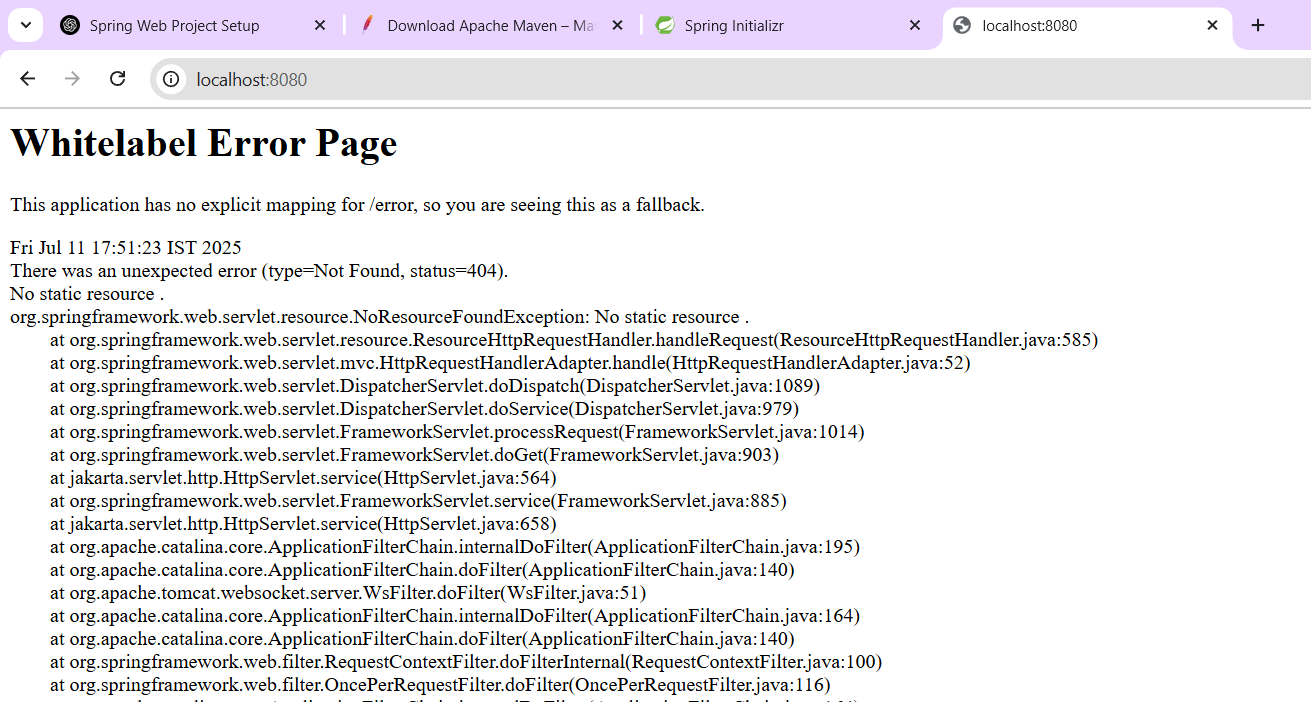 Spring Web Project Setup
Download Apache Maven – Ma
Spring Initializr
localhost:8080
localhost:8080
Whitelabel Error Page
This application has no explicit mapping for /error, so you are seeing this as a fallback.
Fri Jul 11 17:51:23 IST 2025
There was an unexpected error (type=Not Found, status=404).
No static resource .
org.springframework.web.servlet.resource.NoResourceFoundException: No static resource .
at org.springframework.web.servlet.resource.ResourceHttpRequestHandler.handleRequest(ResourceHttpRequestHandler.java:585)
at org.springframework.web.servlet.mvc.HttpRequestHandlerAdapter.handle(HttpRequestHandlerAdapter.java:52)
at org.springframework.web.servlet.DispatcherServlet.doDispatch(DispatcherServlet.java:1089)
at org.springframework.web.servlet.DispatcherServlet.doService(DispatcherServlet.java:979)
at org.springframework.web.servlet.FrameworkServlet.processRequest(FrameworkServlet.java:1014)
at org.springframework.web.servlet.FrameworkServlet.doGet(FrameworkServlet.java:903)
at jakarta.servlet.http.HttpServlet.service(HttpServlet.java:564)
at org.springframework.web.servlet.FrameworkServlet.service(FrameworkServlet.java:885)
at jakarta.servlet.http.HttpServlet.service(HttpServlet.java:658)
at org.apache.catalina.core.ApplicationFilterChain.internalDoFilter(ApplicationFilterChain.java:195)
at org.apache.catalina.core.ApplicationFilterChain.doFilter(ApplicationFilterChain.java:140)
at org.apache.tomcat.websocket.server.WsFilter.doFilter(WsFilter.java:51)
at org.apache.catalina.core.ApplicationFilterChain.internalDoFilter(ApplicationFilterChain.java:164)
at org.apache.catalina.core.ApplicationFilterChain.doFilter(ApplicationFilterChain.java:140)
at org.springframework.web.filter.RequestContextFilter.doFilterInternal(RequestContextFilter.java:100)
at org.springframework.web.filter.OncePerRequestFilter.doFilter(OncePerRequestFilter.java:116)